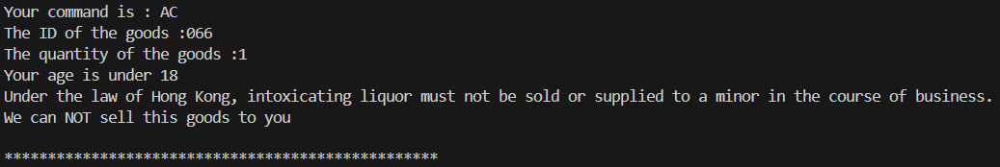 Your command is : AC
The ID of the goods :066
The quantity of the goods :1
Your age is under 18
Under the law of Hong Kong, intoxicating liquor must not be sold or supplied to a minor in the course of business.
We can NOT sell this goods to you
**************************************************